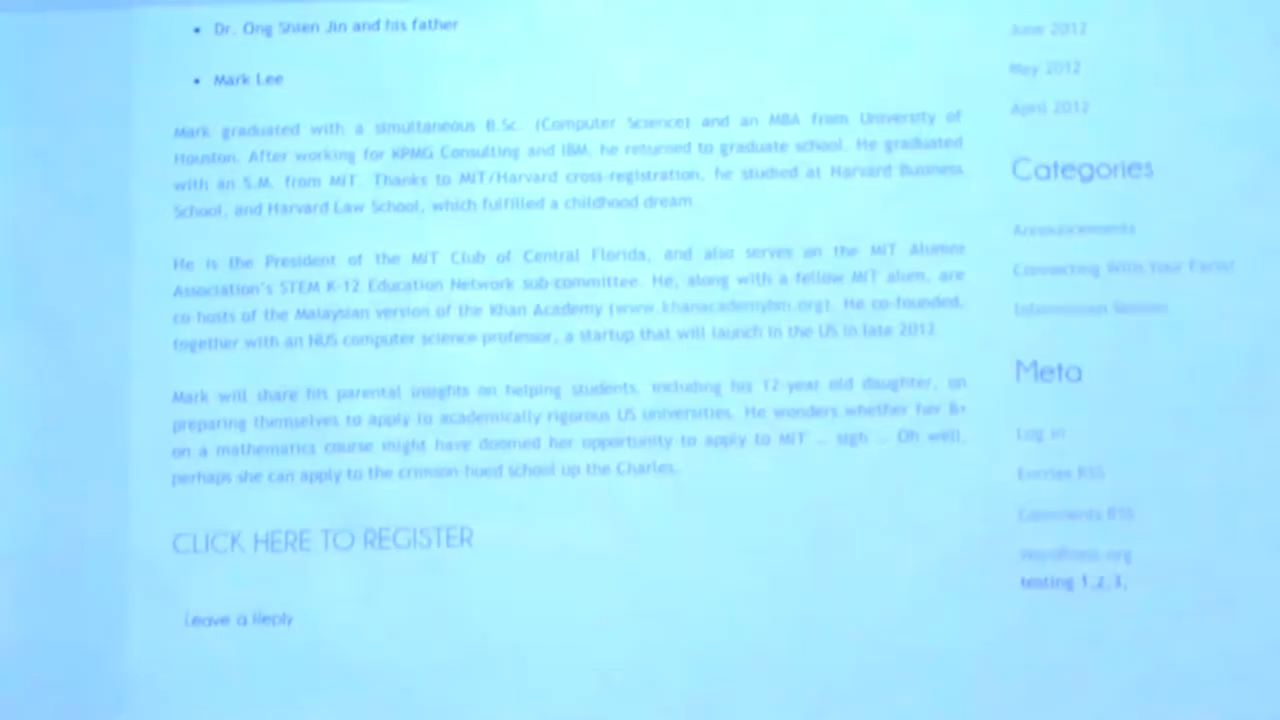 • Dr. Ong Shien Jin and his father
• Mark Lee
Mark graduated with a simultaneous B.Sc. (Computer Science) and an MBA from University of
Houston. After working for KPMG Consulting and IBM, he returned to graduate school. He graduated
with an S.M. from MIT. Thanks to MIT/Harvard cross-registration, he studied at Harvard Business
School, and Harvard Law School, which fulfilled a childhood dream.
He is the President of the MIT Club of Central Florida, and also serves on the MIT Alumni
Association's STEM K-12 Education Network sub-committee. He, along with a fellow MIT alum, are
co-hosts of the Malaysian version of the Khan Academy (www.khanacademybm.org). He co-founded,
together with an NUS computer science professor, a startup that will launch in the US in late 2012
Mark will share his parental insights on helping students, including his 12-year old daughter, on
preparing themselves to apply to academically rigorous US universities. He wonders whether her B+
on a mathematics course might have doomed her opportunity to apply to MIT … sigh … Oh well,
perhaps she can apply to the crimson hued school up the Charles.
CLICK HERE TO REGISTER
Leave a Reply
June 2012
May 2012
April 2012
Categories
Announcements
Connecting With Your Facist
Information Session
Meta
Log in
Entries RSS
Comments RSS
WordPress.org
testing 1,2,3,